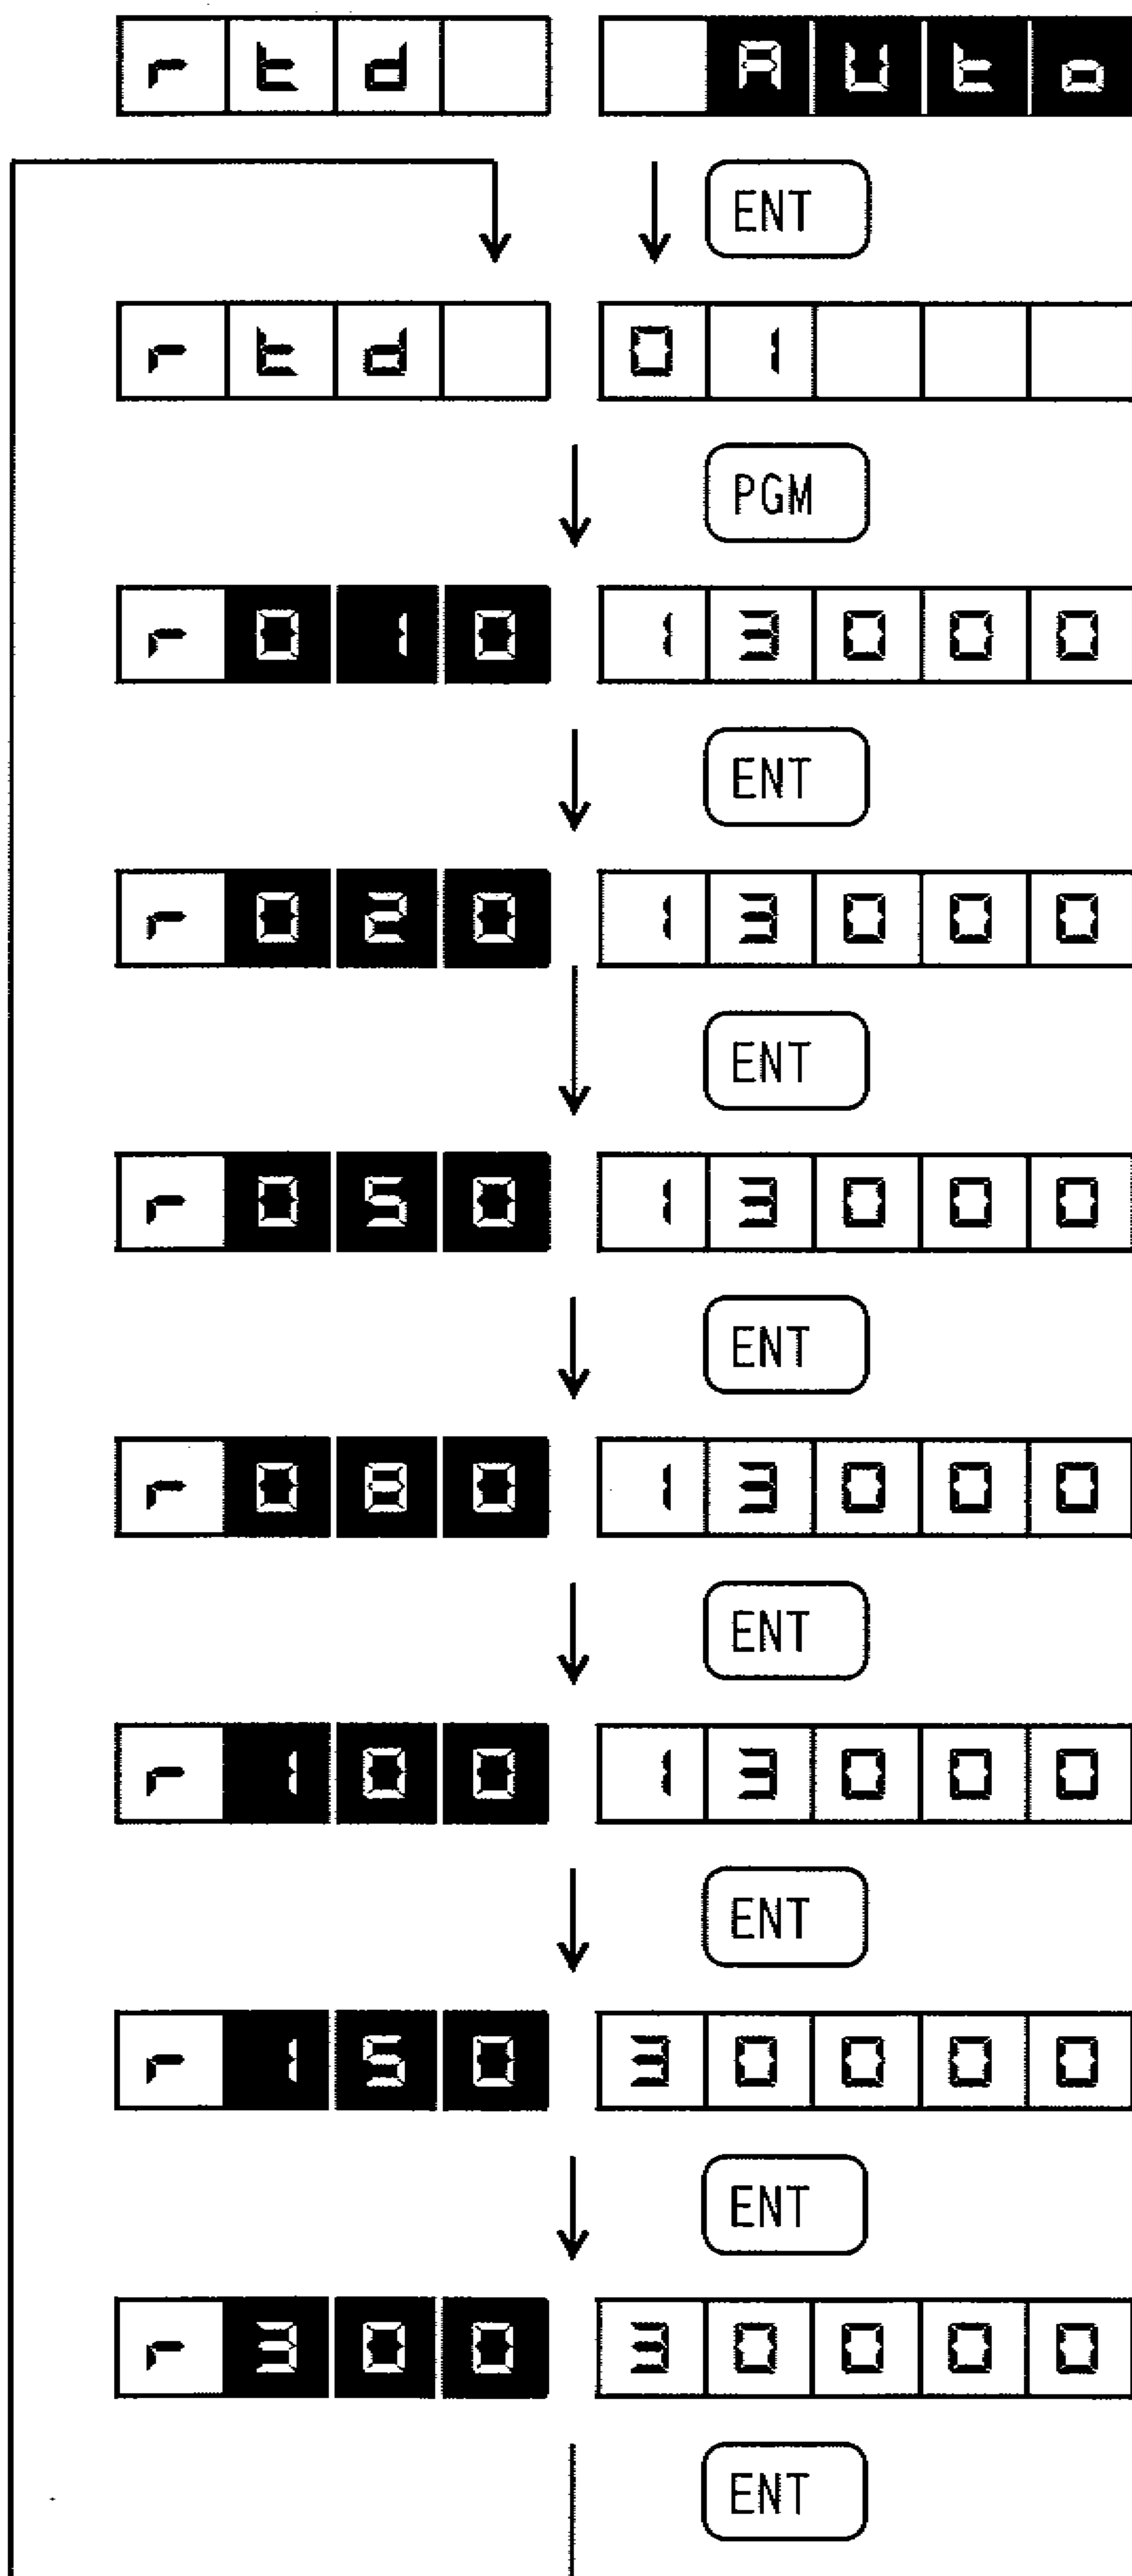 rtd AUto
ENT
rtd 01
PGM
r010 13000
ENT
r020 13000
ENT
r050 13000
ENT
r080 13000
ENT
r100 13000
ENT
r150 30000
ENT
r300 30000
ENT